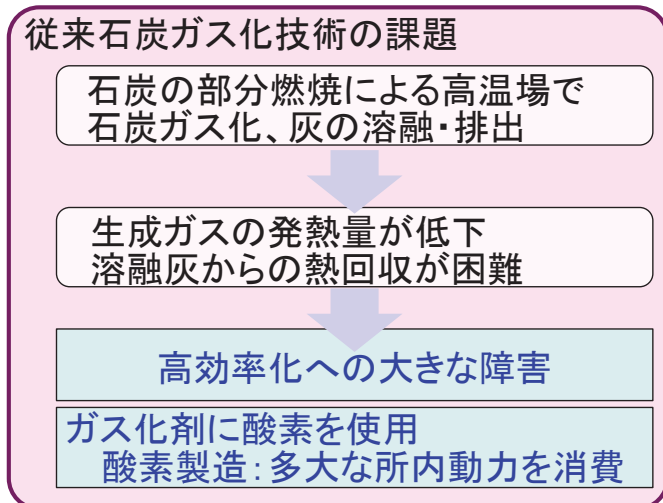 従来石炭ガス化技術の課題
石炭の部分燃焼による高温場で
石炭ガス化、灰の溶融・排出
生成ガスの発熱量が低下
溶融灰からの熱回収が困難
高効率化への大きな障害
ガス化剤に酸素を使用
酸素製造：多大な所内動力を消費